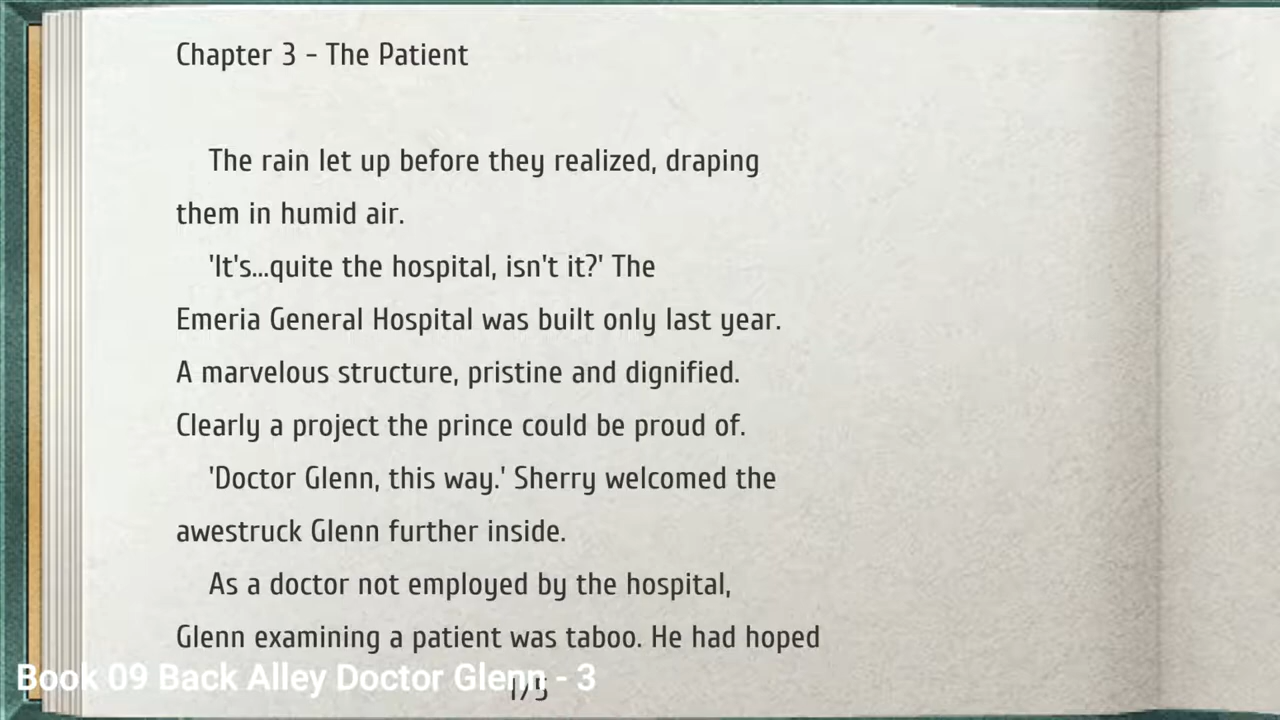 Chapter 3 - The Patient
The rain let up before they realized, draping
them in humid air.
'It's...quite the hospital, isn't it?' The
Emeria General Hospital was built only last year.
A marvelous structure, pristine and dignified.
Clearly a project the prince could be proud of.
'Doctor Glenn, this way.' Sherry welcomed the
awestruck Glenn further inside.
As a doctor not employed by the hospital,
Glenn examining a patient was taboo. He had hoped
Book 09 Back Alley Doctor Glenn - 3
1/5